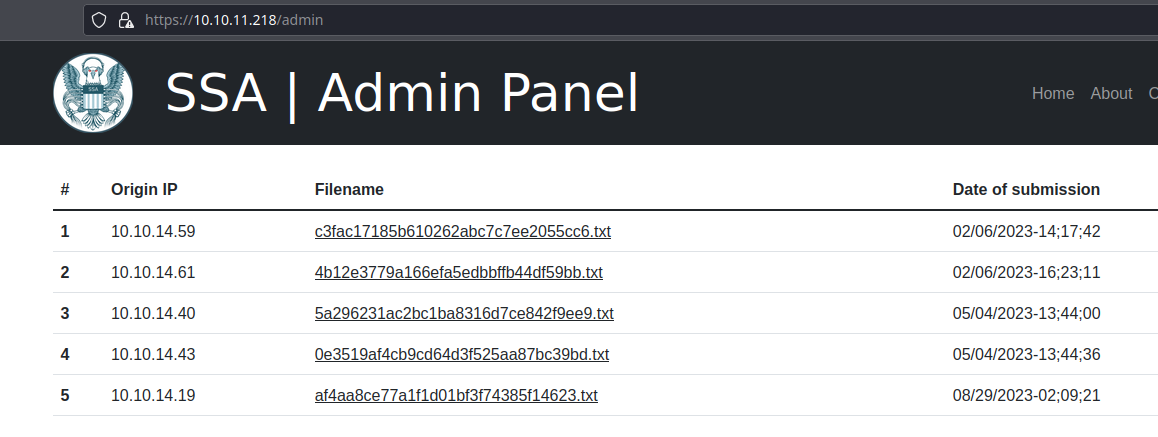 https://10.10.11.218/admin
SSA
SSA | Admin Panel
Home About C
# Origin IP Filename Date of submission
1 10.10.14.59 c3fac17185b610262abc7c7ee2055cc6.txt 02/06/2023-14;17;42
2 10.10.14.61 4b12e3779a166efa5edbbffb44df59bb.txt 02/06/2023-16;23;11
3 10.10.14.40 5a296231ac2bc1ba8316d7ce842f9ee9.txt 05/04/2023-13;44;00
4 10.10.14.43 0e3519af4cb9cd64d3f525aa87bc39bd.txt 05/04/2023-13;44;36
5 10.10.14.19 af4aa8ce77a1f1d01bf3f74385f14623.txt 08/29/2023-02;09;21